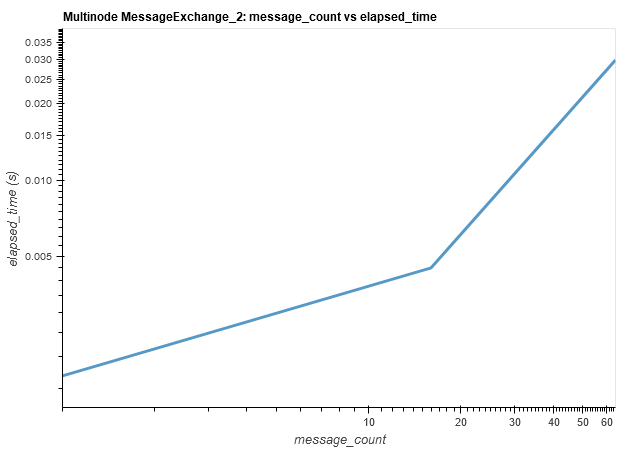 Multinode MessageExchange_2: message_count vs elapsed_time
0.035
0.030
0.025
0.020
0.015
0.010
0.005
elapsed_time (s)
10 20 30 40 50 60
message_count